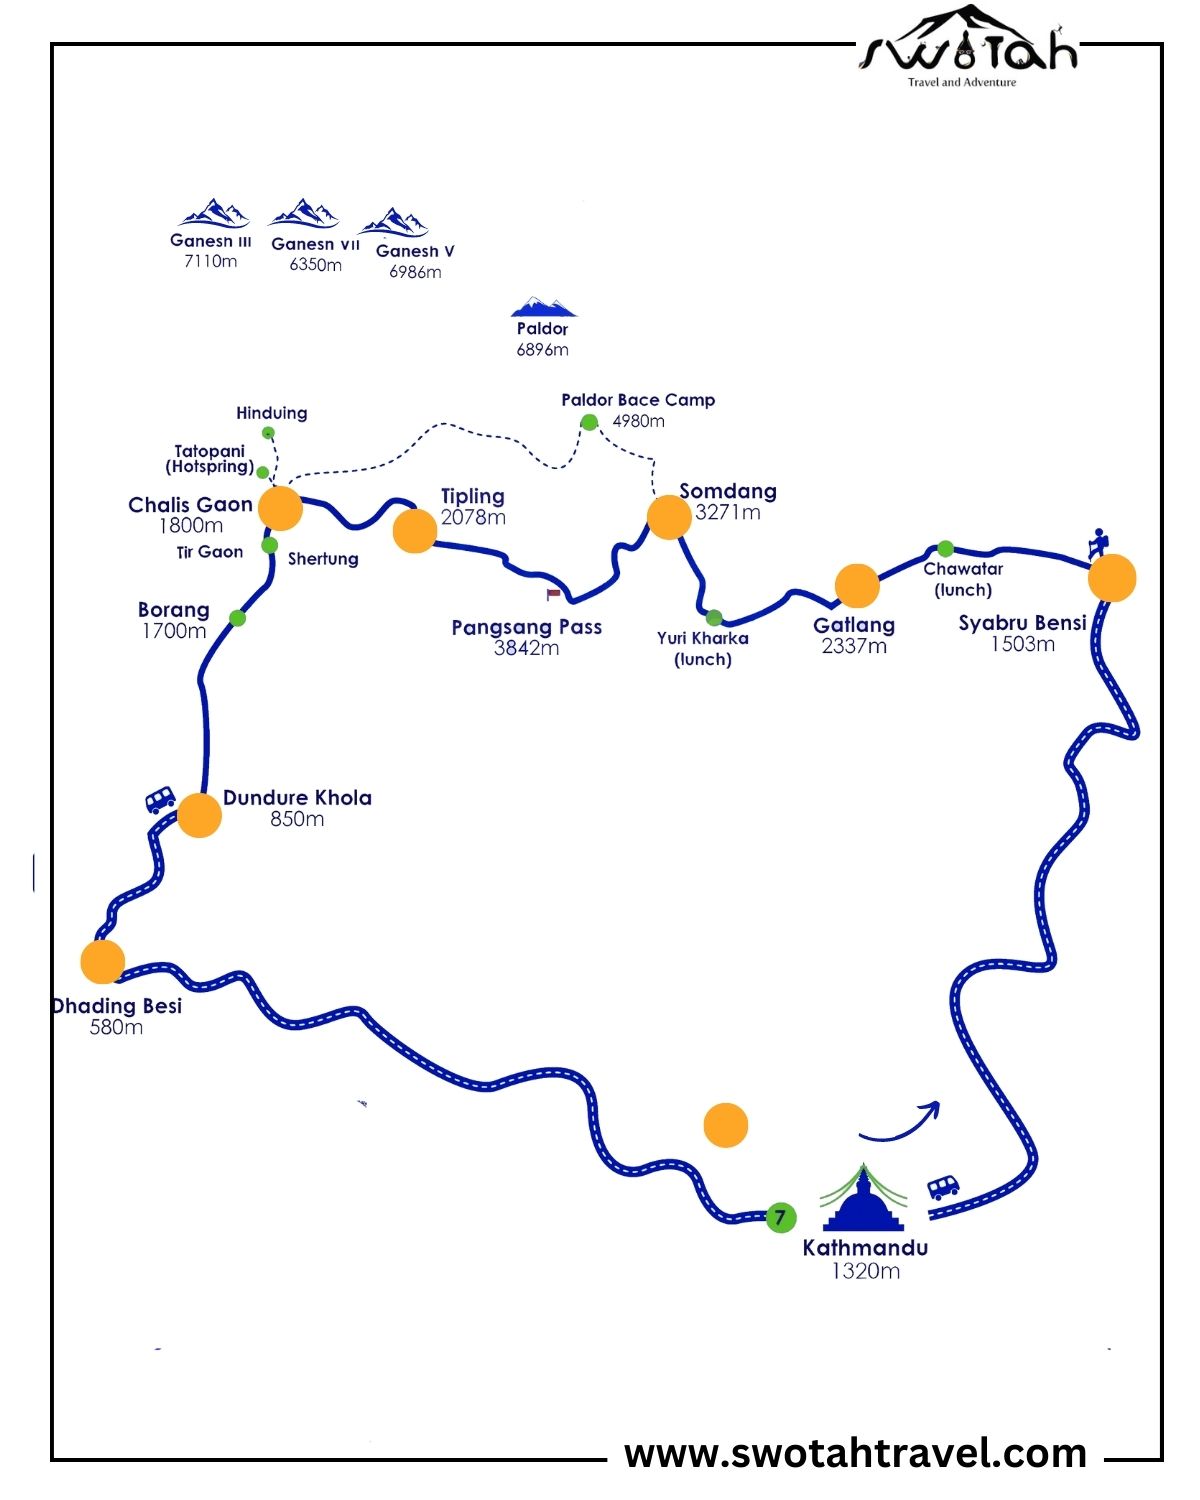 swotah
Travel and Adventure
Ganesh III
7110m
Ganesn VII
6350m
Ganesh V
6986m
Paldor
6896m
Paldor Bace Camp
4980m
Hinduing
Tatopani
(Hotspring)
Chalis Gaon
1800m
Tipling
2078m
Somdang
3271m
Tir Gaon
Shertung
Chawatar
(lunch)
Borang
1700m
Pangsang Pass
3842m
Yuri Kharka
(lunch)
Gatlang
2337m
Syabru Bensi
1503m
Dundure Khola
850m
Dhading Besi
580m
7
Kathmandu
1320m
www.swotahtravel.com